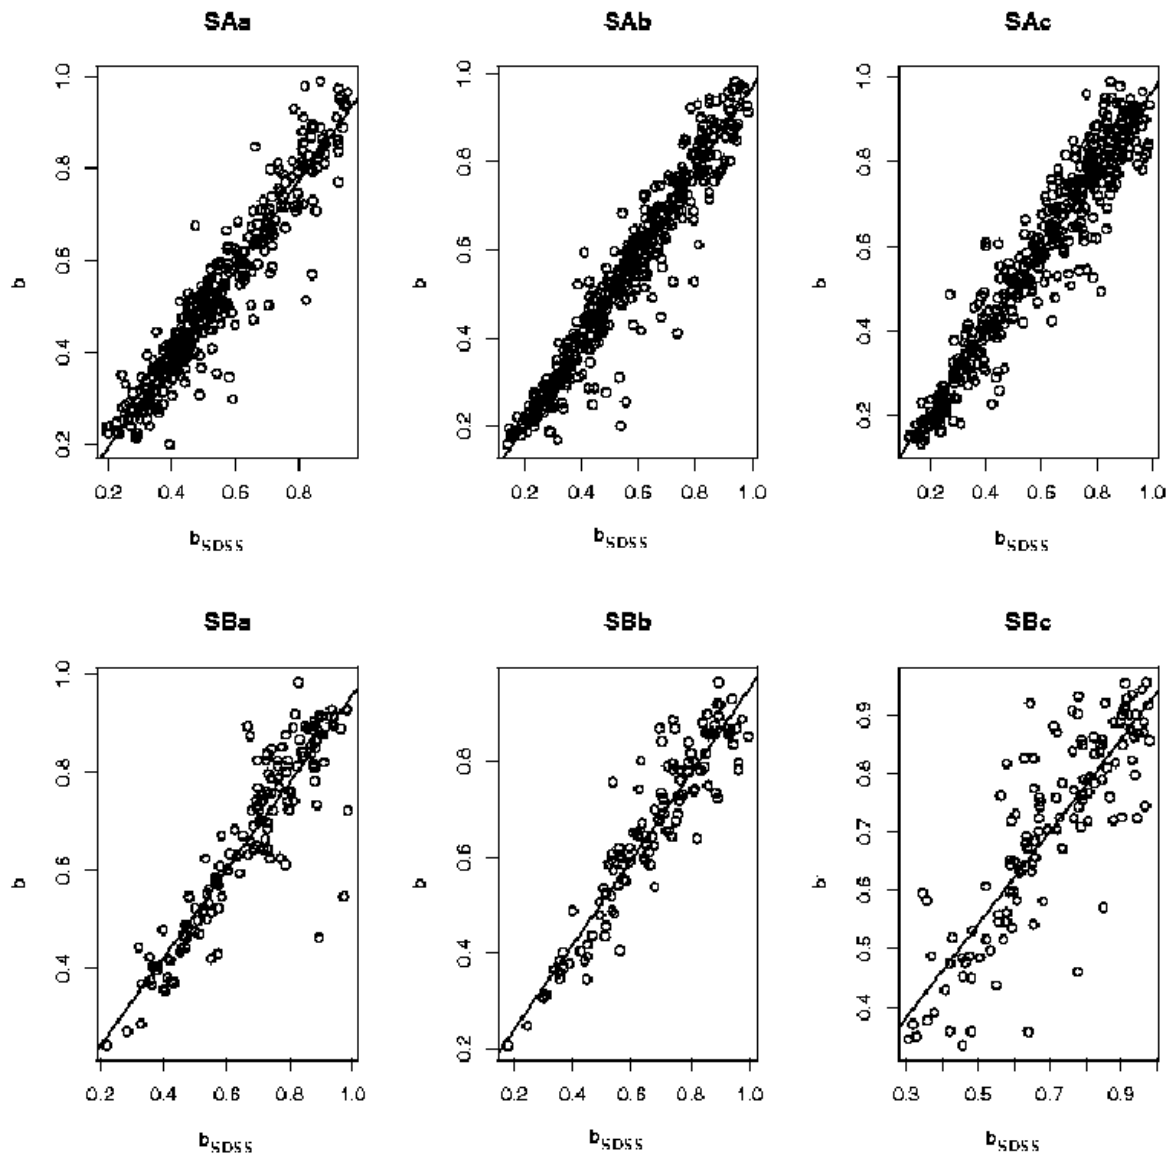 SAa SAb SAc
1.0 1.0 1.0
0.8 0.8 0.8
0.6 0.6 0.6
b b b
0.4 0.4 0.4
0.2 0.2 0.2
0.2 0.4 0.6 0.8 0.2 0.4 0.6 0.8 1.0 0.2 0.4 0.6 0.8 1.0
bSDSS bSDSS bSDSS
SBa SBb SBc
1.0
0.8 0.8 0.9
0.8
0.6 0.6 0.7
b b b
0.6
0.4 0.4 0.5
0.4
0.2
0.2 0.4 0.6 0.8 1.0 0.2 0.4 0.6 0.8 1.0 0.3 0.5 0.7 0.9
bSDSS bSDSS bSDSS